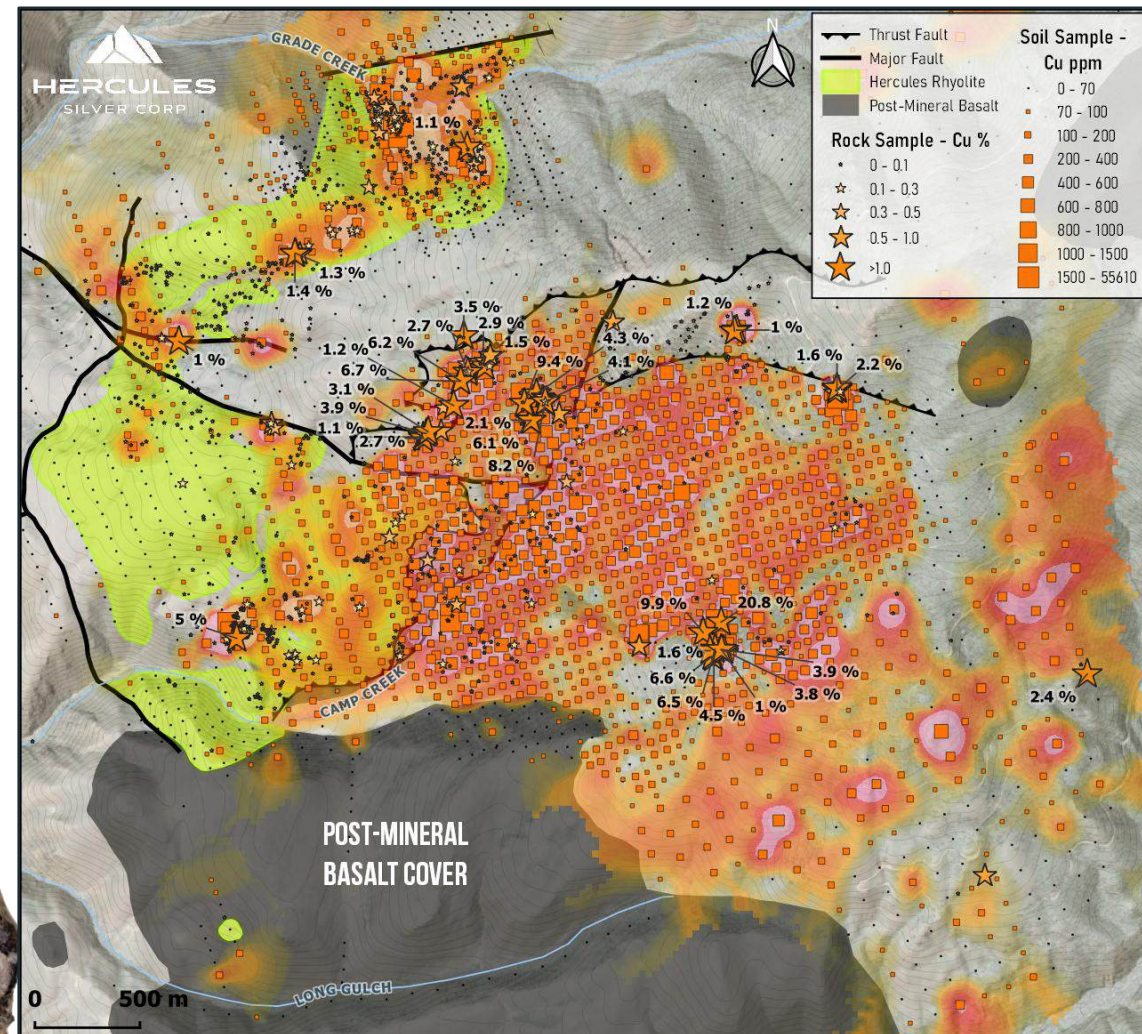 HERCULES
SILVER CORP
GRADE CREEK
N
Thrust Fault
Major Fault
Hercules Rhyolite
Post-Mineral Basalt
Rock Sample - Cu %
0 - 0.1
0.1 - 0.3
0.3 - 0.5
0.5 - 1.0
>1.0
Soil Sample -
Cu ppm
0 - 70
70 - 100
100 - 200
200 - 400
400 - 600
600 - 800
800 - 1000
1000 - 1500
1500 - 55610
1.1 %
1.3 %
1.4 %
1 %
3.5 %
2.7 %
2.9 %
6.2 %
1.5 %
1.2 %
9.4 %
6.7 %
3.1 %
3.9 %
1.1 %
2.7 %
2.1 %
6.1 %
8.2 %
4.3 %
4.1 %
1.2 %
1 %
1.6 %
2.2 %
5 %
9.9 %
20.8 %
1.6 %
6.6 %
6.5 %
4.5 %
1 %
3.8 %
3.9 %
2.4 %
CAMP CREEK
POST-MINERAL
BASALT COVER
LONG GULCH
0 500 m